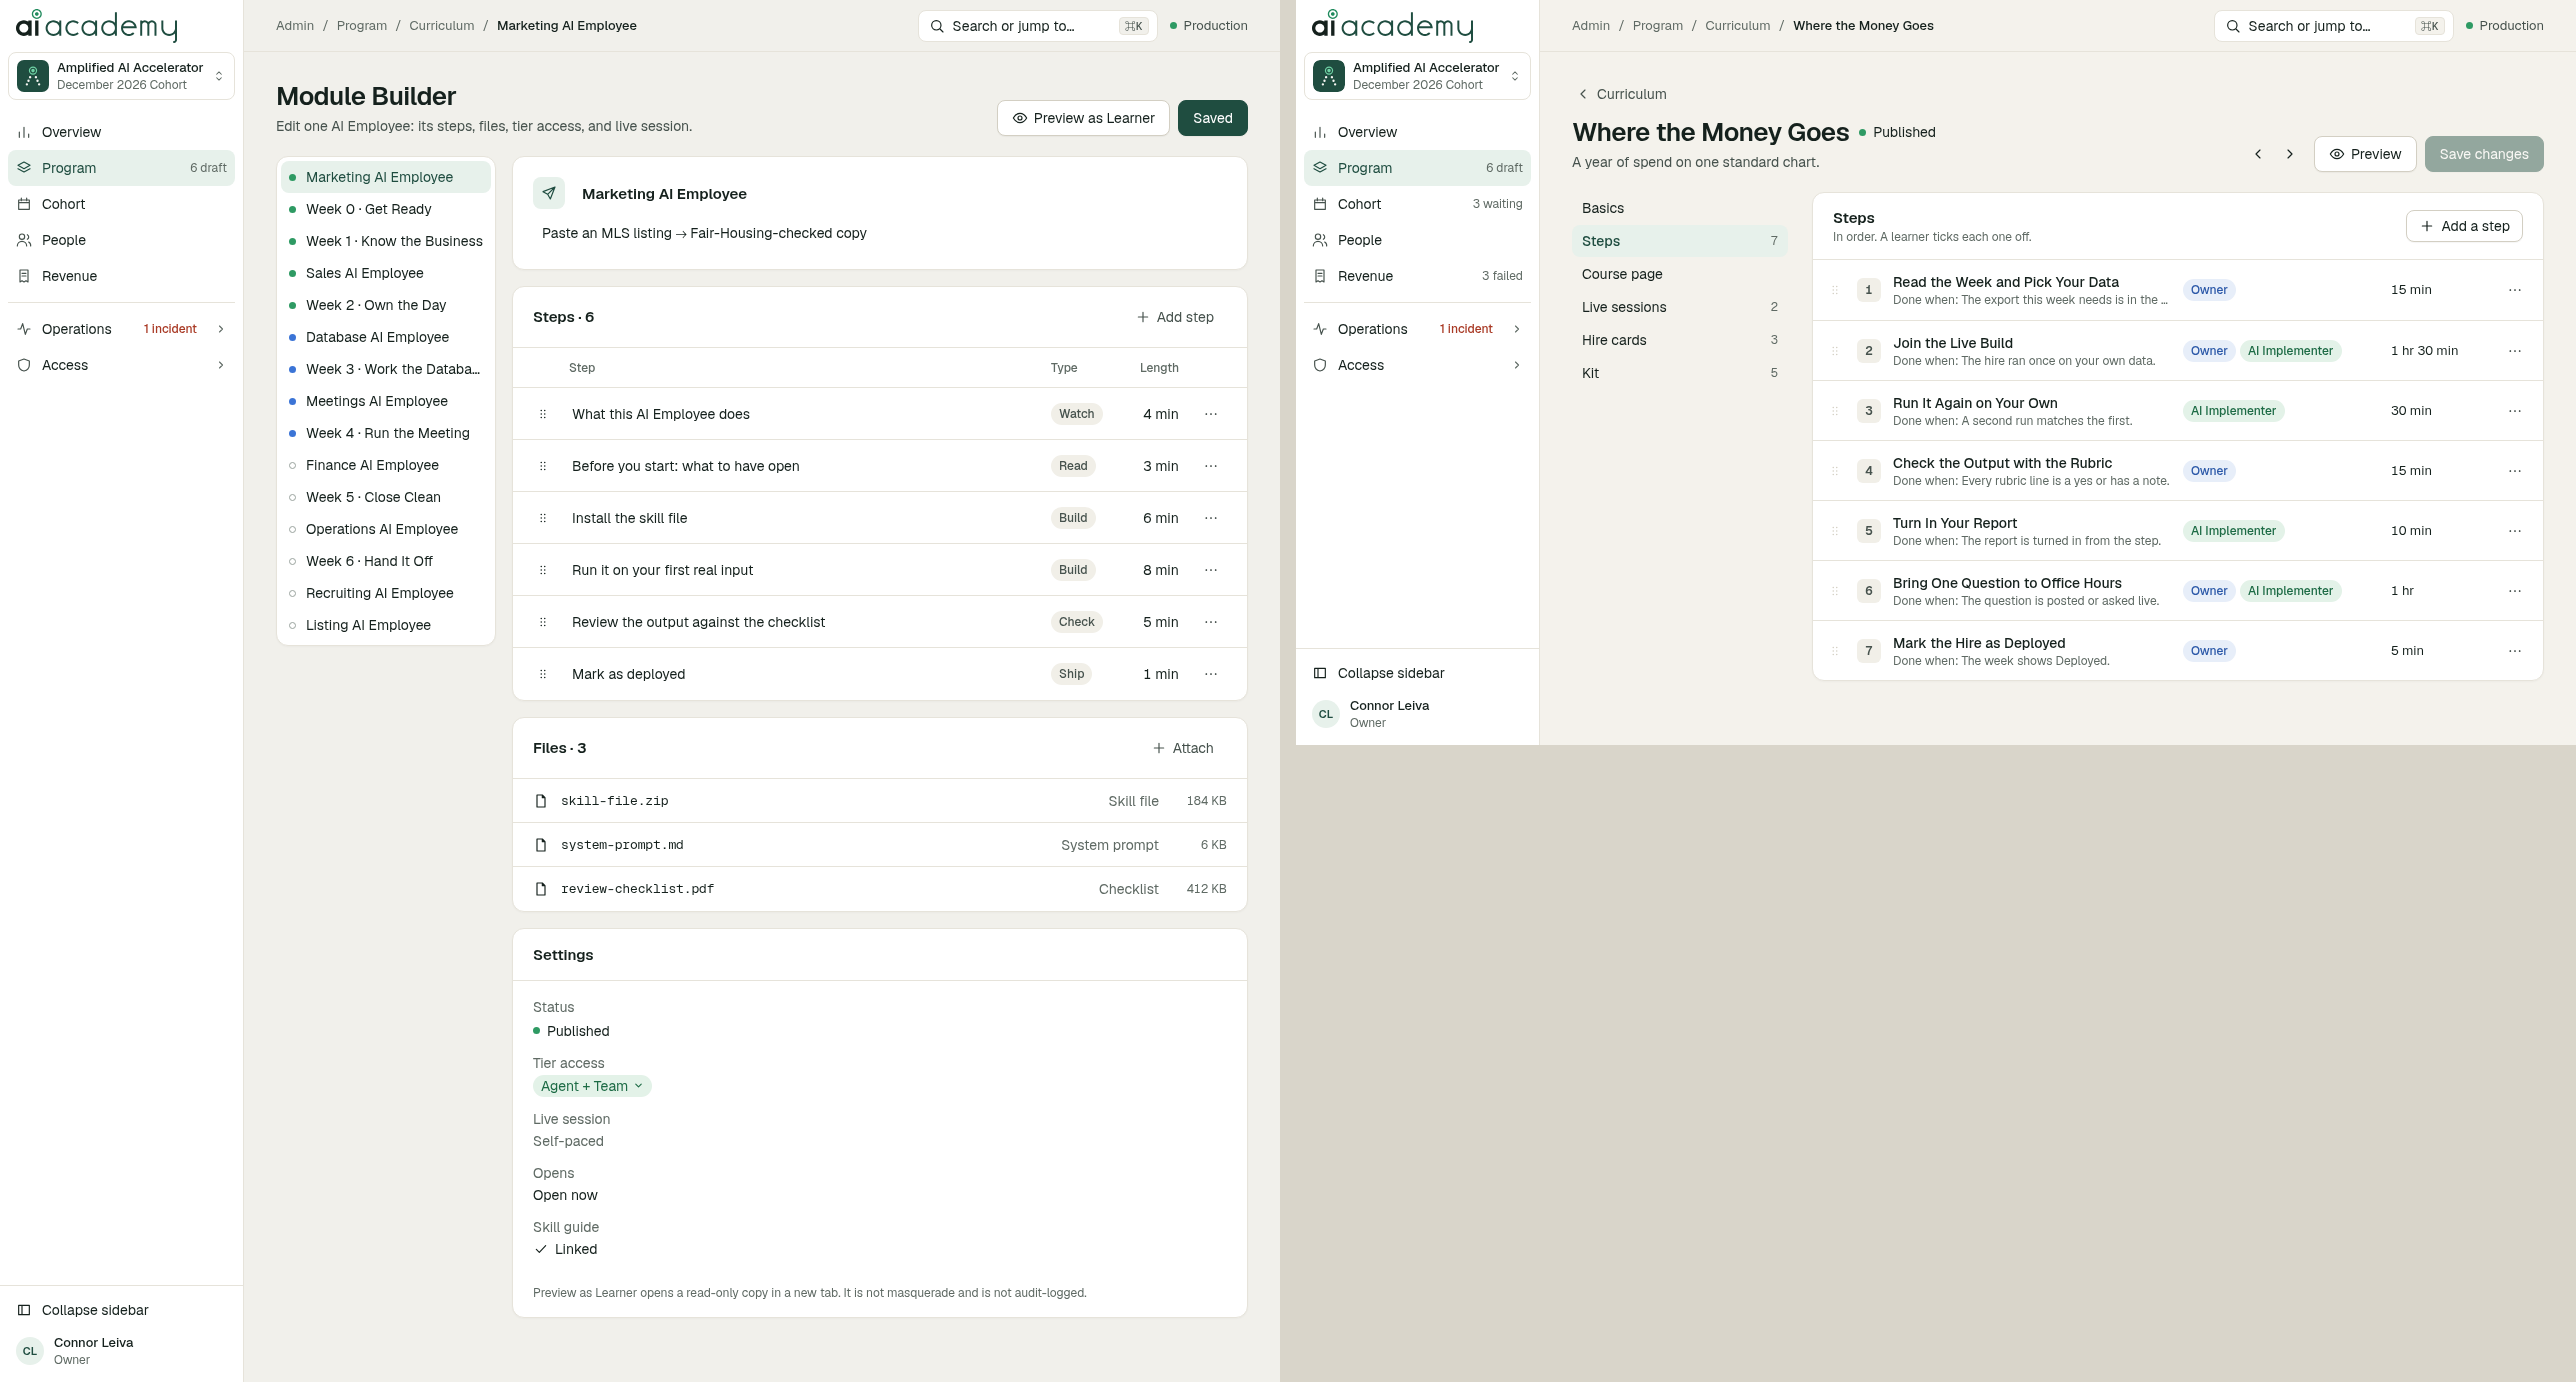 ai academy
Amplified AI Accelerator
December 2026 Cohort
Overview
Program 6 draft
Cohort
People
Revenue
Operations 1 incident
Access
Collapse sidebar
CL Connor Leiva
Owner
Admin / Program / Curriculum / Marketing AI Employee
Search or jump to... ⌘K
Production
Module Builder
Edit one AI Employee: its steps, files, tier access, and live session.
Preview as Learner
Saved
Marketing AI Employee
Week 0 · Get Ready
Week 1 · Know the Business
Sales AI Employee
Week 2 · Own the Day
Database AI Employee
Week 3 · Work the Databa...
Meetings AI Employee
Week 4 · Run the Meeting
Finance AI Employee
Week 5 · Close Clean
Operations AI Employee
Week 6 · Hand It Off
Recruiting AI Employee
Listing AI Employee
Marketing AI Employee
Paste an MLS listing → Fair-Housing-checked copy
Steps · 6 + Add step
Step Type Length
What this AI Employee does Watch 4 min ...
Before you start: what to have open Read 3 min ...
Install the skill file Build 6 min ...
Run it on your first real input Build 8 min ...
Review the output against the checklist Check 5 min ...
Mark as deployed Ship 1 min ...
Files · 3 + Attach
skill-file.zip Skill file 184 KB
system-prompt.md System prompt 6 KB
review-checklist.pdf Checklist 412 KB
Settings
Status
Published
Tier access
Agent + Team
Live session
Self-paced
Opens
Open now
Skill guide
Linked
Preview as Learner opens a read-only copy in a new tab. It is not masquerade and is not audit-logged.
ai academy
Amplified AI Accelerator
December 2026 Cohort
Overview
Program 6 draft
Cohort 3 waiting
People
Revenue 3 failed
Operations 1 incident
Access
Collapse sidebar
CL Connor Leiva
Owner
Admin / Program / Curriculum / Where the Money Goes
Search or jump to... ⌘K
Production
Curriculum
Where the Money Goes Published
A year of spend on one standard chart.
Preview
Save changes
Basics
Steps 7
Course page
Live sessions 2
Hire cards 3
Kit 5
Steps
In order. A learner ticks each one off.
+ Add a step
1 Read the Week and Pick Your Data Owner 15 min ...
Done when: The export this week needs is in the ...
2 Join the Live Build Owner AI Implementer 1 hr 30 min ...
Done when: The hire ran once on your own data.
3 Run It Again on Your Own AI Implementer 30 min ...
Done when: A second run matches the first.
4 Check the Output with the Rubric Owner 15 min ...
Done when: Every rubric line is a yes or has a note.
5 Turn In Your Report AI Implementer 10 min ...
Done when: The report is turned in from the step.
6 Bring One Question to Office Hours Owner AI Implementer 1 hr ...
Done when: The question is posted or asked live.
7 Mark the Hire as Deployed Owner 5 min ...
Done when: The week shows Deployed.